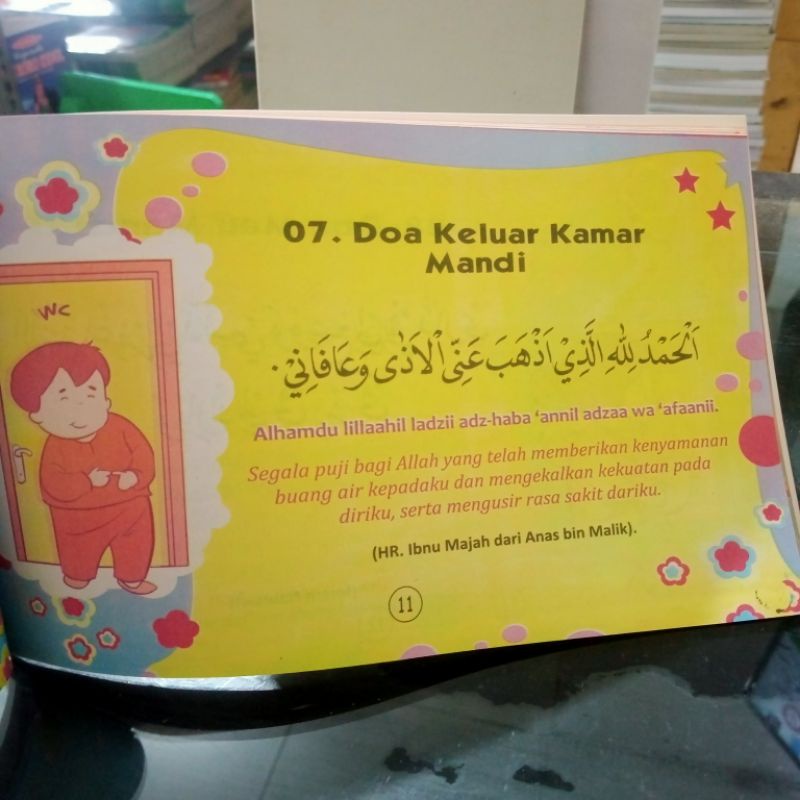 WC
07. Doa Keluar Kamar
Mandi
اَلْحَمْدُ لِلّٰهِ الَّذِيْ اَذْهَبَ عَنِّى الْاَذٰى وَعَافَانِيْ.
Alhamdu lillaahil ladzii adz-haba ‘annil adzaa wa ‘afaanii.
Segala puji bagi Allah yang telah memberikan kenyamanan
buang air kepadaku dan mengekalkan kekuatan pada
diriku, serta mengusir rasa sakit dariku.
(HR. Ibnu Majah dari Anas bin Malik).
11